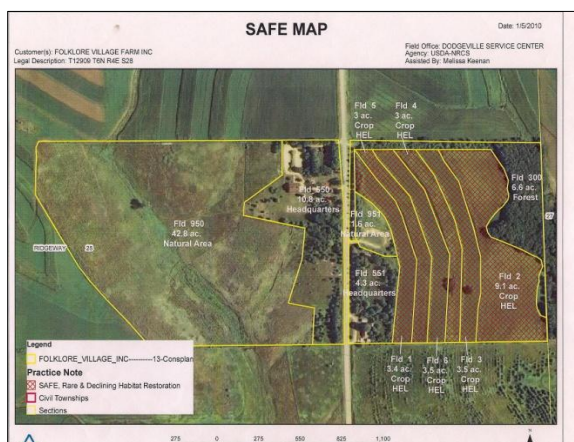 SAFE MAP
Date: 1/5/2010
Customer(s): FOLKLORE VILLAGE FARM INC
Legal Description: T12909 T6N R4E S28
Field Office: DODGEVILLE SERVICE CENTER
Agency: USDA-NRCS
Assisted By: Melissa Keenan
Fld 5
3 ac.
Crop
HEL
Fld 4
3 ac.
Crop
HEL
Fld 300
6.6 ac.
Forest
Fld 550
10.8 ac.
Headquarters
Fld 950
42.8 ac.
Natural Area
Fld 951
1.6 ac.
Natural Area
RIDGEWAY
28
27
Fld 551
4.3 ac.
Headquarters
Fld 2
9.1 ac.
Crop
HEL
Fld 1
3.4 ac.
Crop
HEL
Fld 6
3.5 ac.
Crop
HEL
Fld 3
3.5 ac.
Crop
HEL
Legend
FOLKLORE_VILLAGE_INC----------13-Consplan
Practice Note
SAFE, Rare & Declining Habitat Restoration
Civil Townships
Sections
275 0 275 550 825 1,100